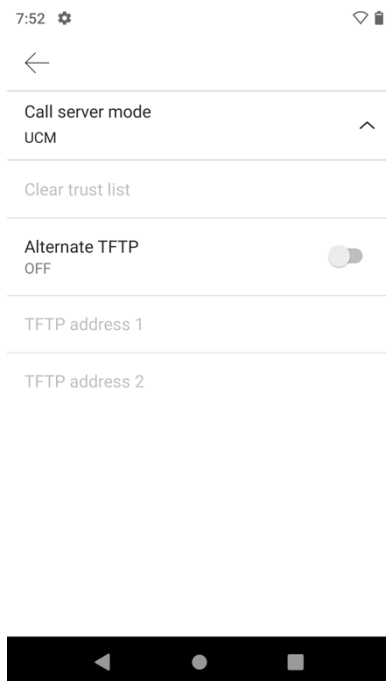 7:52
Call server mode
UCM
Clear trust list
Alternate TFTP
OFF
TFTP address 1
TFTP address 2